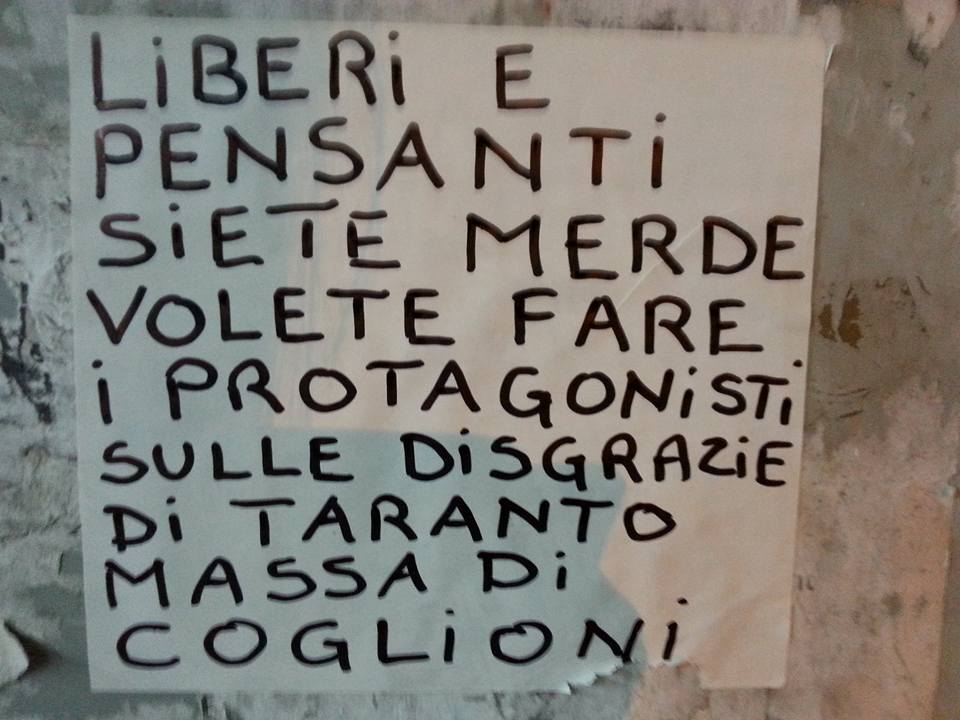 LiBERi E
PENSANTi
SiETE MERDE
VOLETE FARE
i PROTAGONiSTi
SULLE DiSGRAZiE
Di TARANTO
MASSA Di
COGLiONi